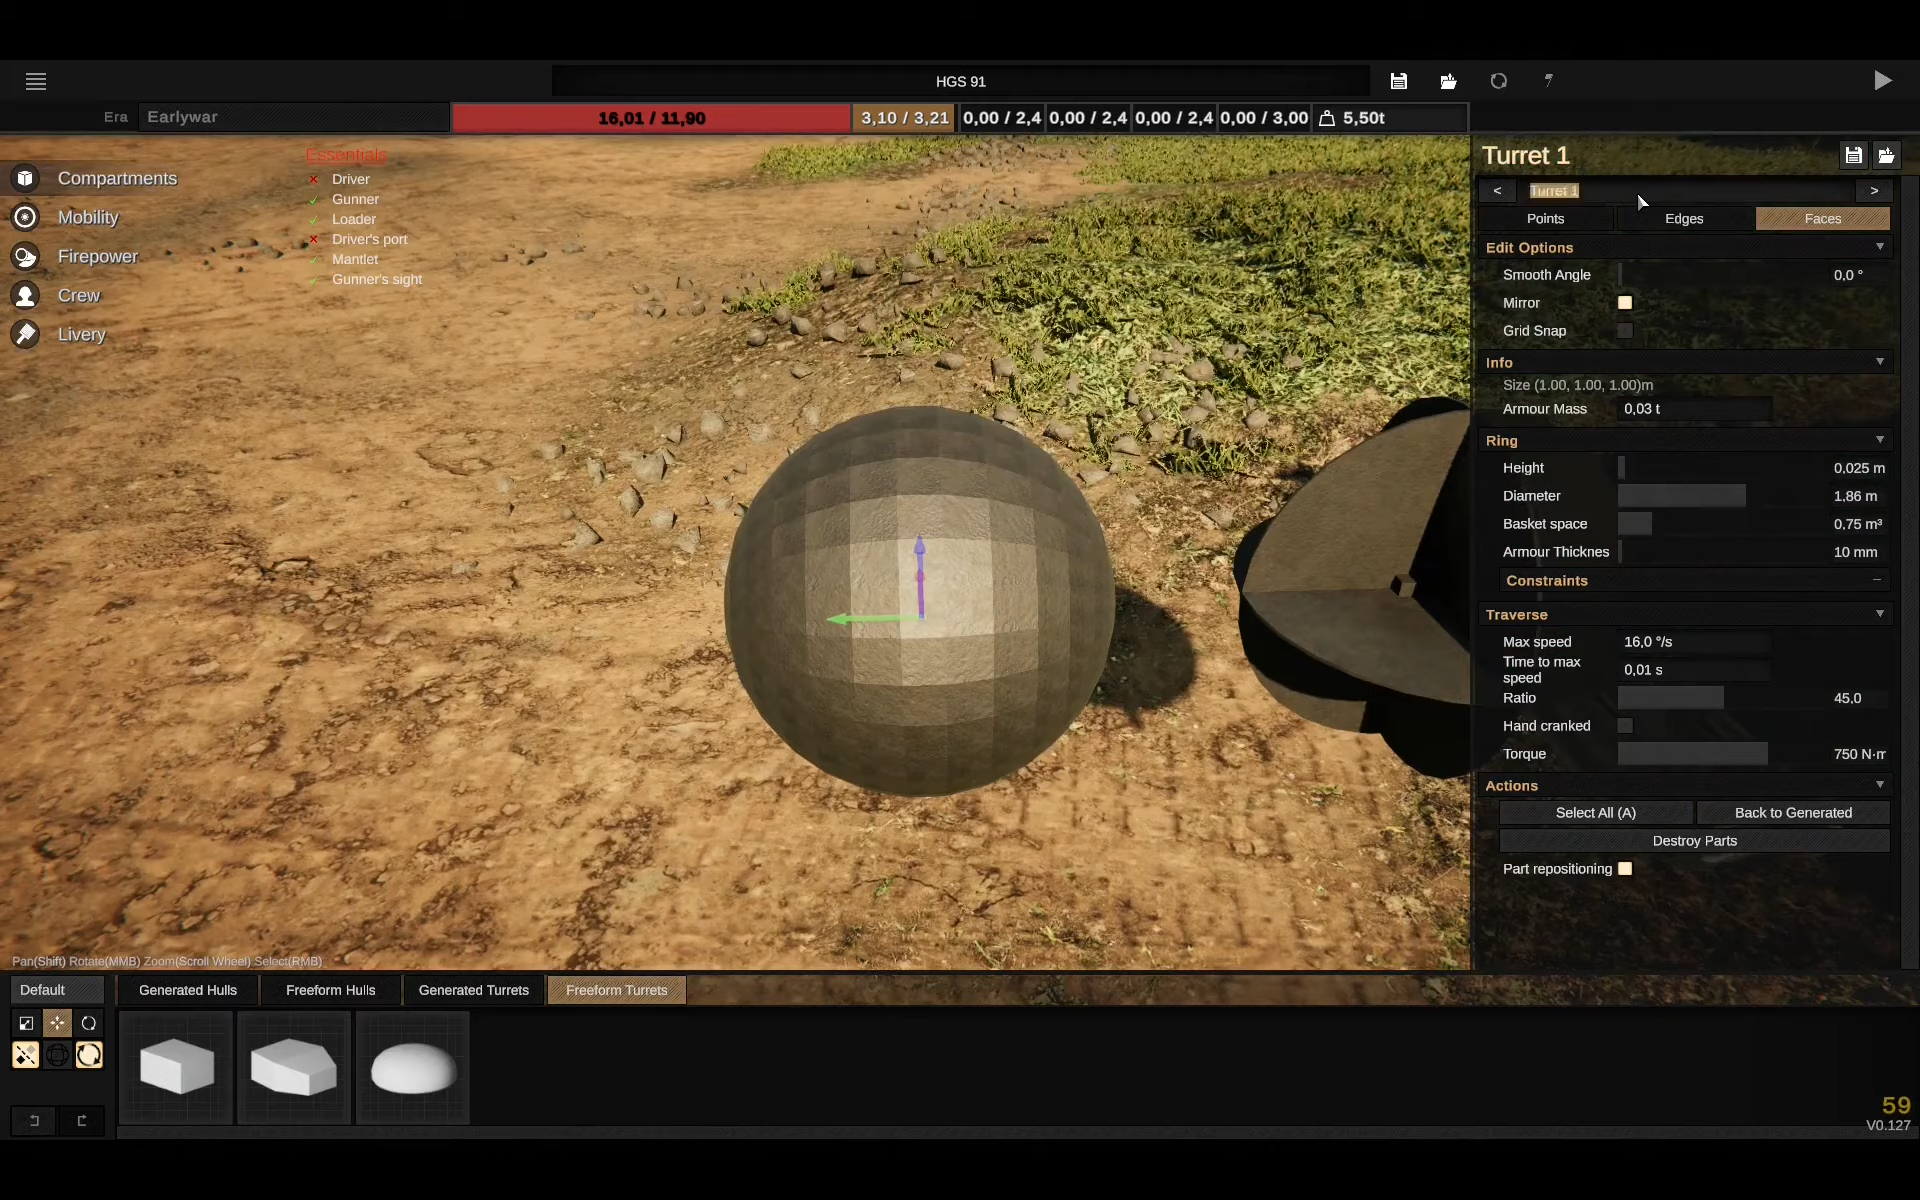 HGS 91
Era Earlywar 16,01 / 11,90 3,10 / 3,21 0,00 / 2,4 0,00 / 2,4 0,00 / 2,4 0,00 / 3,00 5,50t
Essentials
Driver
Gunner
Loader
Driver's port
Mantlet
Gunner's sight
Compartments
Mobility
Firepower
Crew
Livery
Turret 1
< Turret 1 >
Points Edges Faces
Edit Options
Smooth Angle 0,0 °
Mirror
Grid Snap
Info
Size (1.00, 1.00, 1.00)m
Armour Mass 0,03 t
Ring
Height 0,025 m
Diameter 1,86 m
Basket space 0,75 m³
Armour Thicknes 10 mm
Constraints
Traverse
Max speed 16,0 °/s
Time to max speed 0,01 s
Ratio 45,0
Hand cranked
Torque 750 N·m
Actions
Select All (A) Back to Generated
Destroy Parts
Part repositioning
Pan(Shift) Rotate(MMB) Zoom(Scroll Wheel) Select(RMB)
Default Generated Hulls Freeform Hulls Generated Turrets Freeform Turrets
59
V0.127